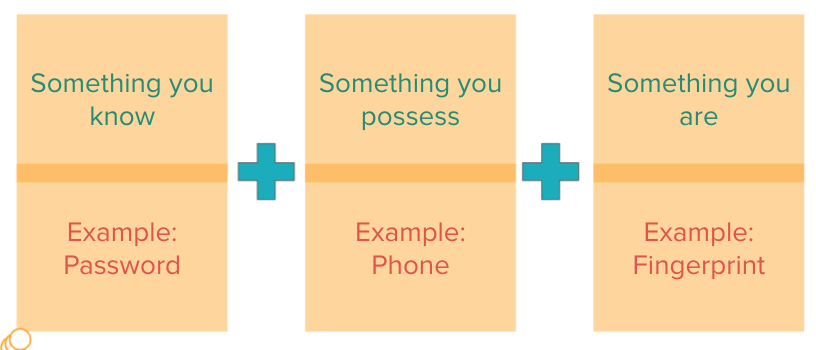 Something you
know
Example:
Password
Something you
possess
Example:
Phone
Something you
are
Example:
Fingerprint